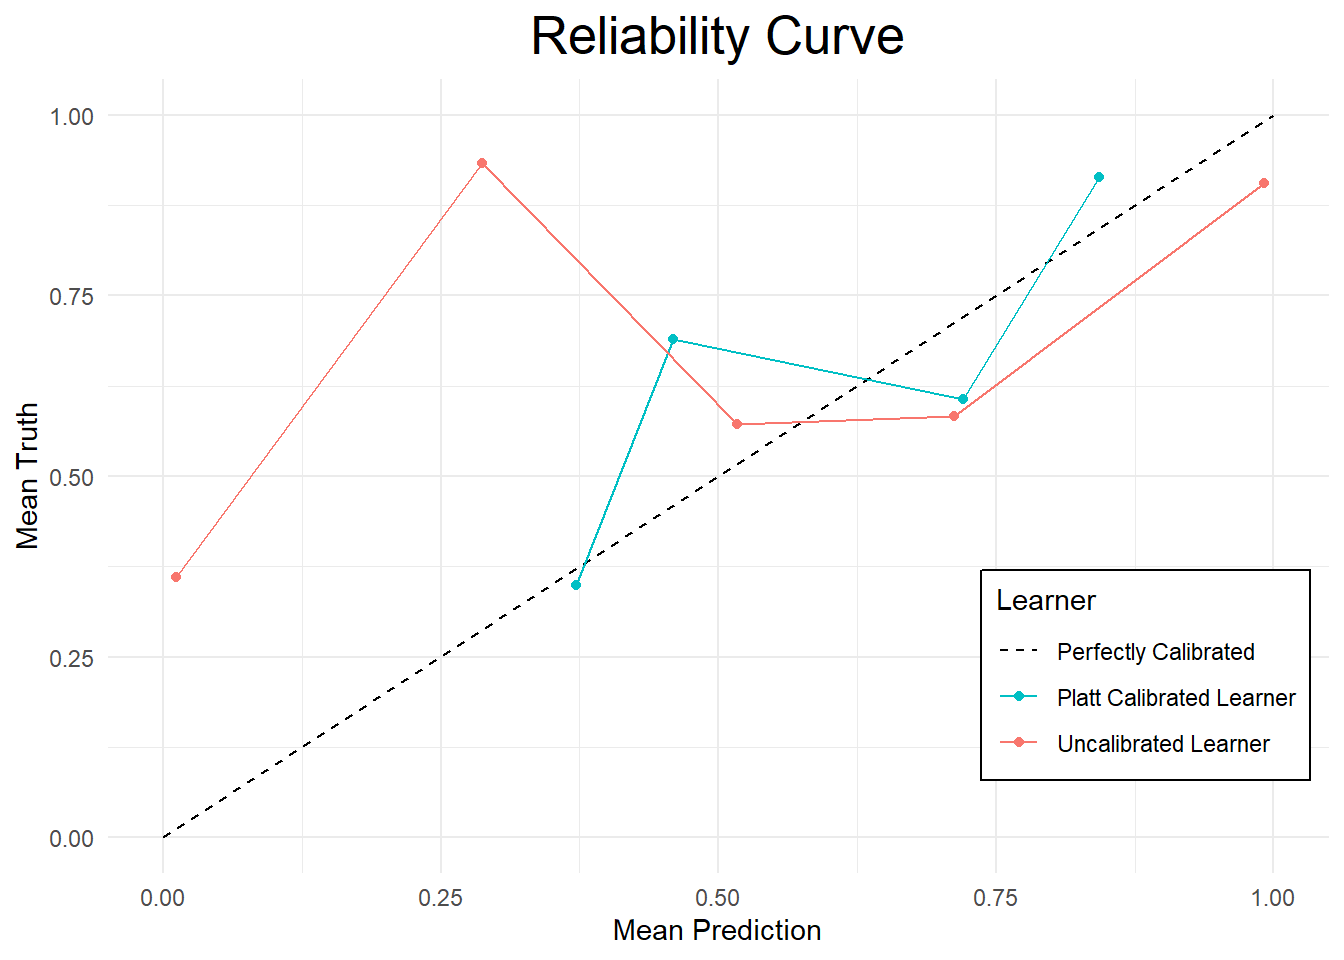 Reliability Curve
1.00
0.75
0.50
0.25
0.00
Mean Truth
Learner
Perfectly Calibrated
Platt Calibrated Learner
Uncalibrated Learner
0.00 0.25 0.50 0.75 1.00
Mean Prediction